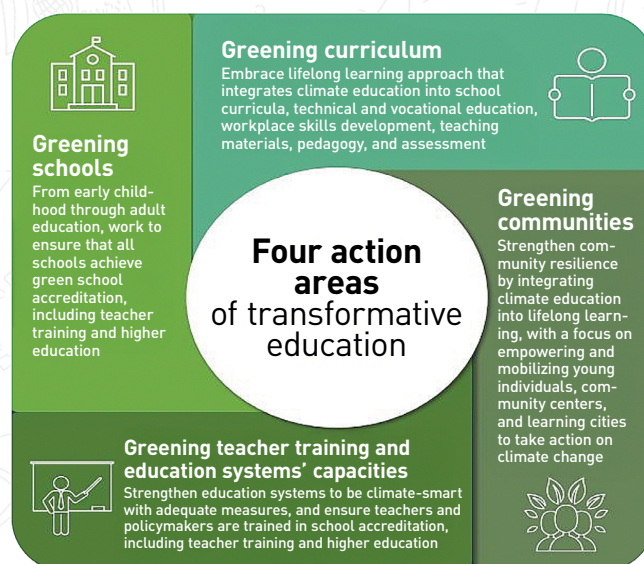 Greening
schools
From early child-
hood through adult
education, work to
ensure that all
schools achieve
green school
accreditation,
including teacher
training and higher
education
Greening curriculum
Embrace lifelong learning approach that
integrates climate education into school
curricula, technical and vocational education,
workplace skills development, teaching
materials, pedagogy, and assessment
Four action
areas
of transformative
education
Greening
communities
Strengthen com-
munity resilience
by integrating
climate education
into lifelong learn-
ing, with a focus on
empowering and
mobilizing young
individuals, com-
munity centers,
and learning cities
to take action on
climate change
Greening teacher training and
education systems’ capacities
Strengthen education systems to be climate-smart
with adequate measures, and ensure teachers and
policymakers are trained in school accreditation,
including teacher training and higher education